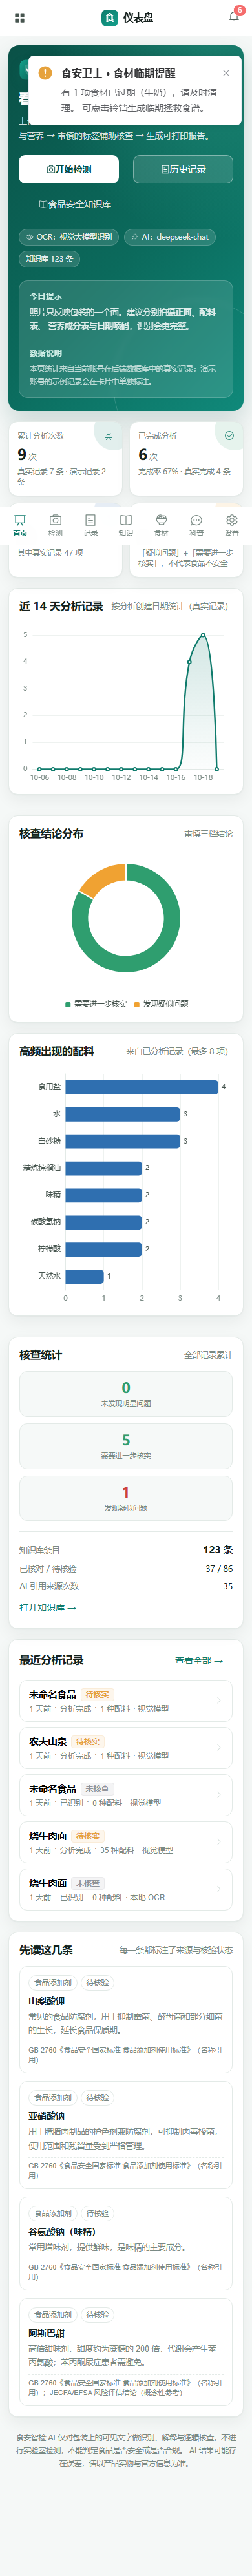 食 仪表盘
6
食安卫士 • 食材临期提醒
有 1 项食材已过期（牛奶），请及时清
理。 可点击铃铛生成临期拯救食谱。
与营养 → 审慎的标签辅助核查 → 生成可打印报告。
开始检测
历史记录
食品安全知识库
OCR：视觉大模型识别
AI：deepseek-chat
知识库 123 条
今日提示
照片只反映包装的一个面。建议分别拍摄正面、配料
表、营养成分表与日期喷码，识别会更完整。
数据说明
本页统计来自当前账号在后端数据库中的真实记录；演示
账号的示例记录会在卡片中单独标注。
累计分析次数
9 次
真实记录 7 条 · 演示记录 2
条
已完成分析
6 次
完成率 67% · 真实完成 4 条
首页
检测
记录
知识
食材
科普
设置
其中真实记录 47 项
「疑似问题」+「需要进一步
核实」，不代表食品不安全
近 14 天分析记录
按分析创建日期统计（真实记录）
5
4
3
2
1
0
10-06 10-08 10-10 10-12 10-14 10-16 10-18
核查结论分布
审慎三档结论
需要进一步核实
发现疑似问题
高频出现的配料
来自已分析记录（最多 8 项）
食用盐 4
水 3
白砂糖 3
精炼棕榈油 2
味精 2
碳酸氢钠 2
柠檬酸 2
天然水 1
0 1 2 3 4
核查统计
全部记录累计
0
未发现明显问题
5
需要进一步核实
1
发现疑似问题
知识库条目 123 条
已核对 / 待核验 37 / 86
AI 引用来源次数 35
打开知识库 →
最近分析记录
查看全部 →
未命名食品 待核实
1 天前 · 分析完成 · 1 种配料 · 视觉模型
农夫山泉 待核实
1 天前 · 分析完成 · 1 种配料 · 视觉模型
未命名食品 未核查
1 天前 · 已识别 · 0 种配料 · 视觉模型
烧牛肉面 待核实
1 天前 · 分析完成 · 35 种配料 · 视觉模型
烧牛肉面 未核查
1 天前 · 已识别 · 0 种配料 · 本地 OCR
先读这几条
每一条都标注了来源与核验状态
食品添加剂 待核验
山梨酸钾
常见的食品防腐剂，用于抑制霉菌、酵母菌和部分细菌
的生长，延长食品保质期。
GB 2760《食品安全国家标准 食品添加剂使用标准》（名称引
用）
食品添加剂 待核验
亚硝酸钠
用于腌腊肉制品的护色剂兼防腐剂，可抑制肉毒梭菌，
使用范围和残留量受到严格管理。
GB 2760《食品安全国家标准 食品添加剂使用标准》（名称引
用）
食品添加剂 待核验
谷氨酸钠（味精）
常用增味剂，提供鲜味，是味精的主要成分。
GB 2760《食品安全国家标准 食品添加剂使用标准》（名称引
用）
食品添加剂 待核验
阿斯巴甜
高倍甜味剂，甜度约为蔗糖的 200 倍，代谢会产生苯
丙氨酸；苯丙酮尿症患者需避免。
GB 2760《食品安全国家标准 食品添加剂使用标准》（名称引
用）；JECFA/EFSA 风险评估结论（概念性参考）
食安智检 AI 仅对包装上的可见文字做识别、解释与逻辑核查，不进
行实验室检测，不能判定食品是否安全或是否合规。 AI 结果可能存
在误差，请以产品实物与官方信息为准。